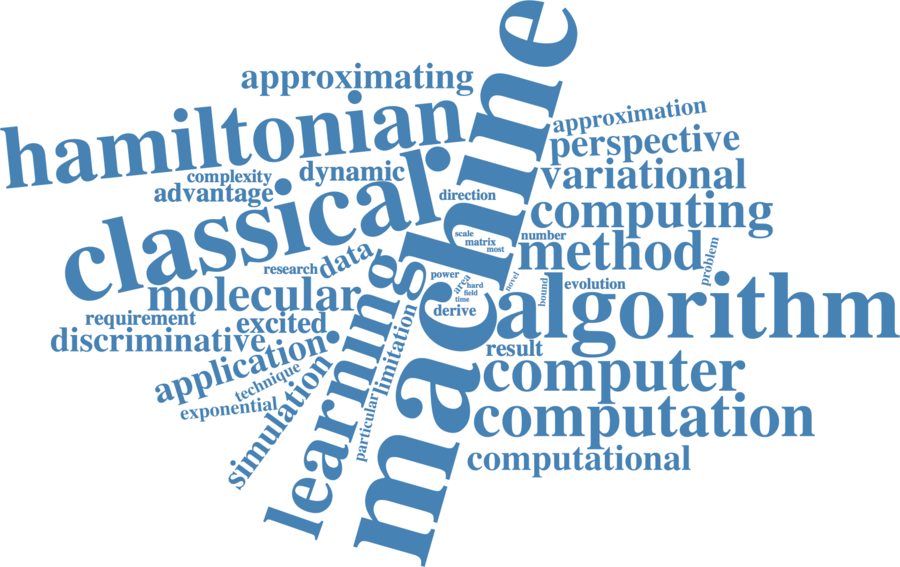 machine
approximating
hamiltonian
approximation
perspective
complexity
dynamic
variational
advantage
classical
direction
computing
scale
number
matrix
most
method
problem
research
data
power
area
hard
field
time
novel
bound
evolution
molecular
derive
algorithm
requirement
excited
discriminative
result
learning
limitation
application
computer
technique
exponential
simulation
particular
computation
computational